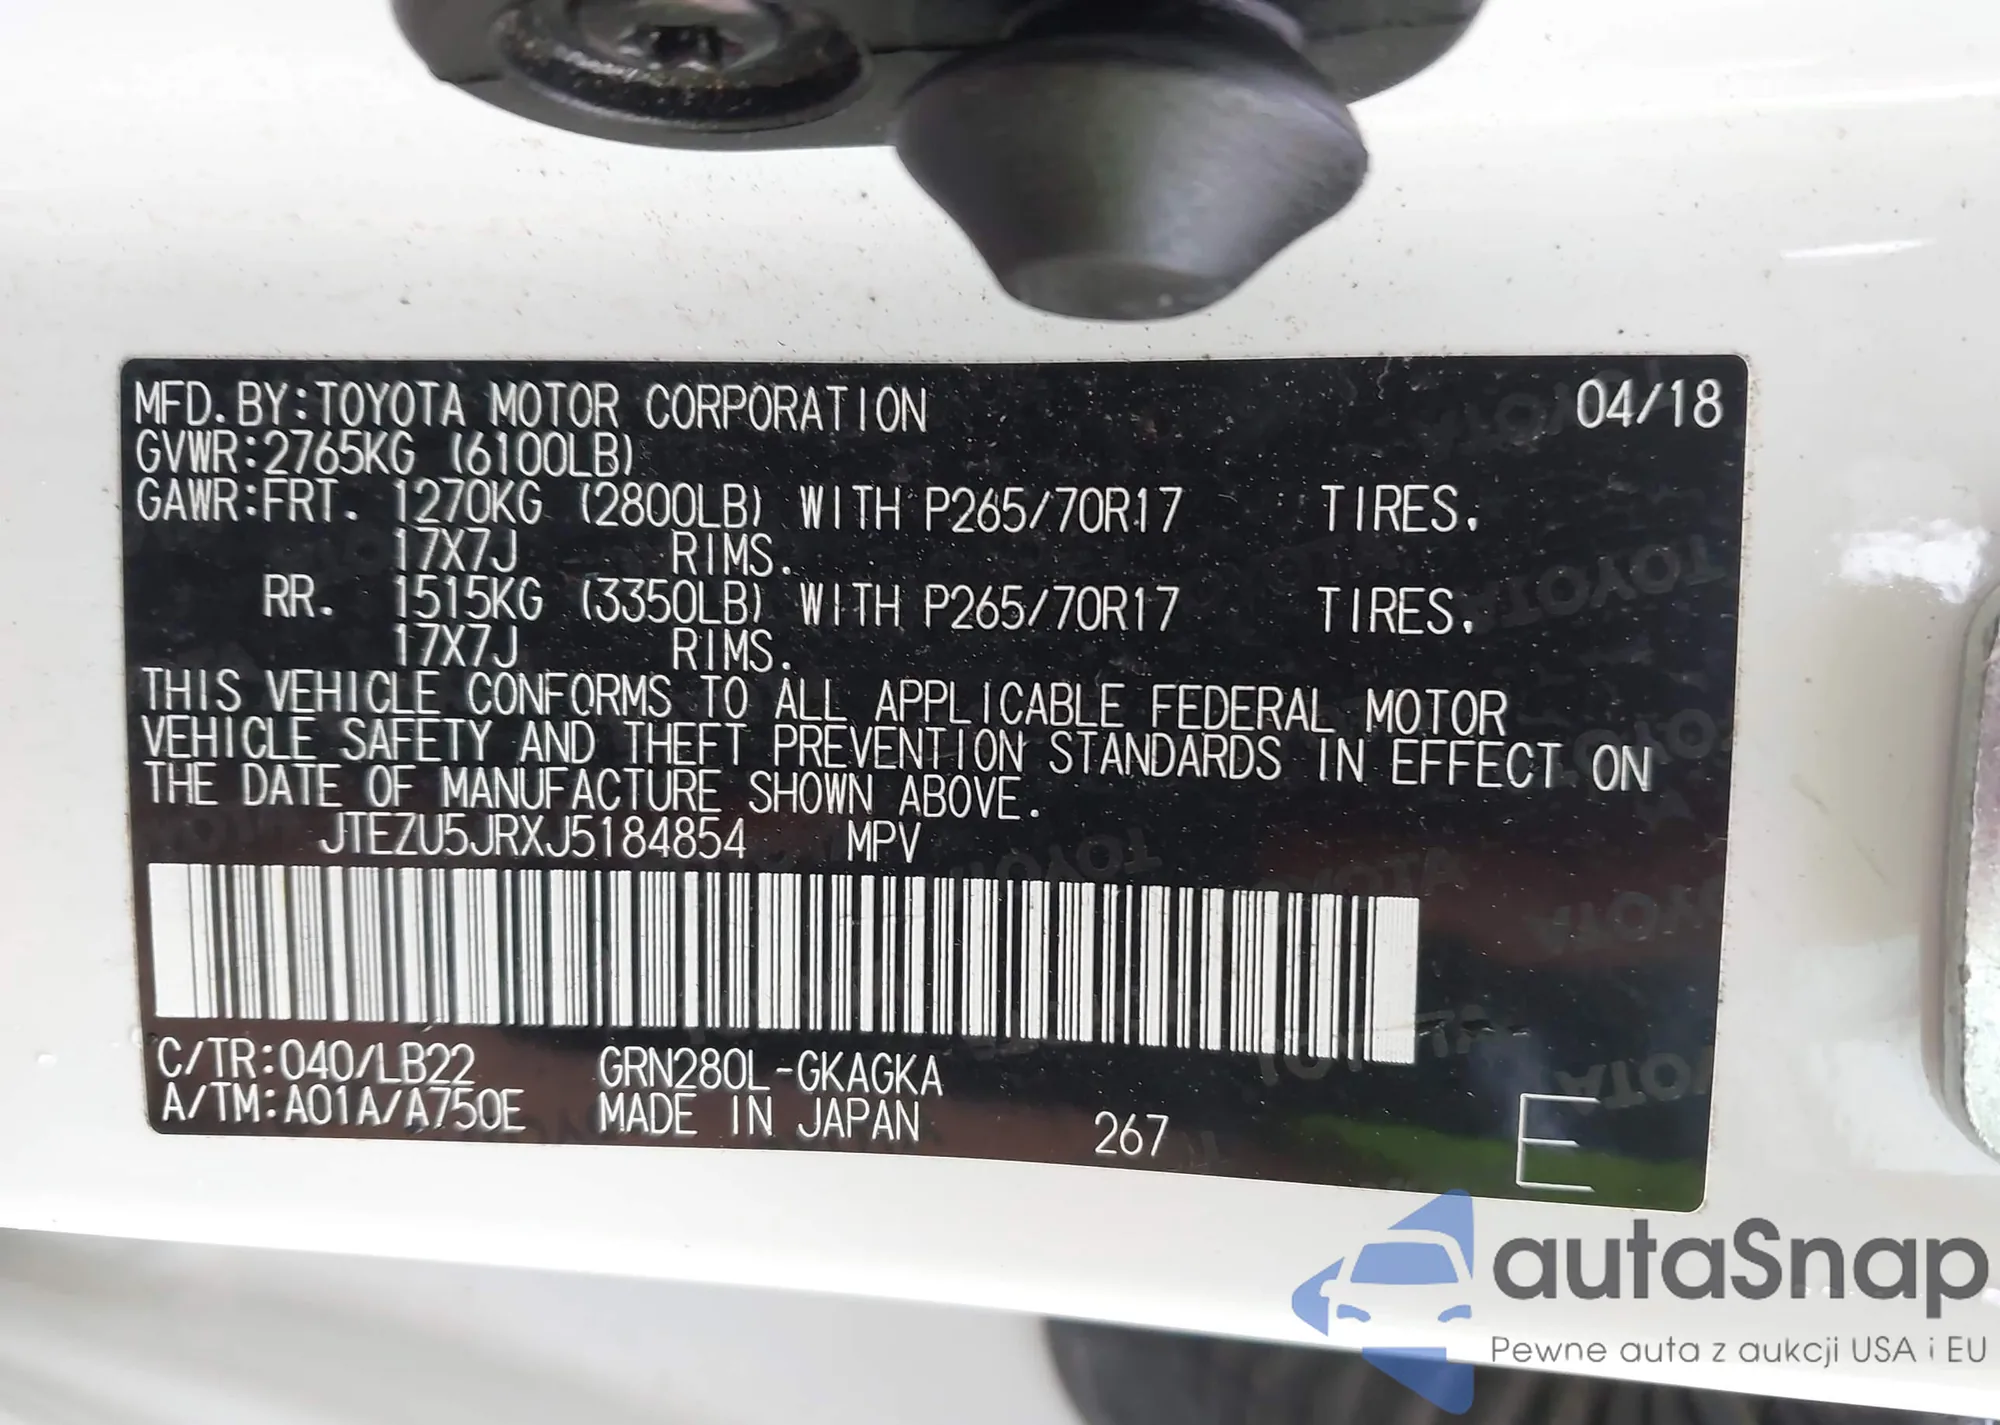 MFD.BY:TOYOTA MOTOR CORPORATION 04/18
GVWR:2765KG (6100LB)
GAWR:FRT. 1270KG (2800LB) WITH P265/70R17 TIRES.
17X7J RIMS.
RR. 1515KG (3350LB) WITH P265/70R17 TIRES.
17X7J RIMS.
THIS VEHICLE CONFORMS TO ALL APPLICABLE FEDERAL MOTOR
VEHICLE SAFETY AND THEFT PREVENTION STANDARDS IN EFFECT ON
THE DATE OF MANUFACTURE SHOWN ABOVE.
JTEZU5JRXJ5184854 MPV
C/TR:040/LB22 GRN280L-GKAGKA
A/TM:A01A/A750E MADE IN JAPAN 267 E
autaSnap
Pewne auta z aukcji USA i EU